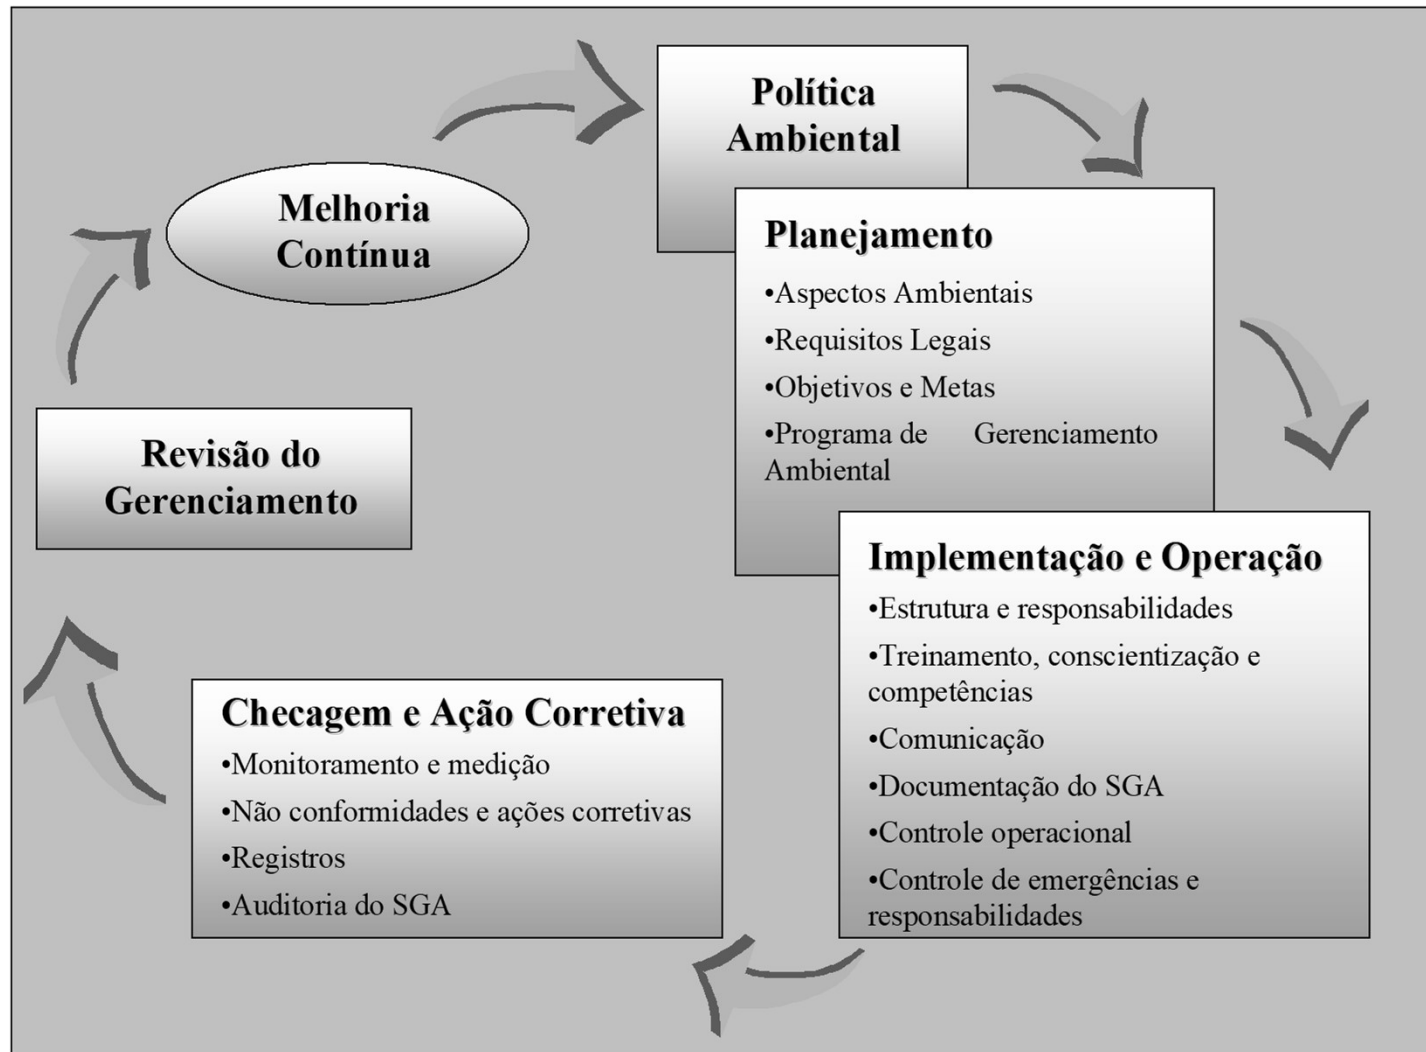 Política
Ambiental
Melhoria
Contínua
Planejamento
•Aspectos Ambientais
•Requisitos Legais
•Objetivos e Metas
•Programa de Gerenciamento
Ambiental
Revisão do
Gerenciamento
Implementação e Operação
•Estrutura e responsabilidades
•Treinamento, conscientização e
competências
•Comunicação
•Documentação do SGA
•Controle operacional
•Controle de emergências e
responsabilidades
Checagem e Ação Corretiva
•Monitoramento e medição
•Não conformidades e ações corretivas
•Registros
•Auditoria do SGA